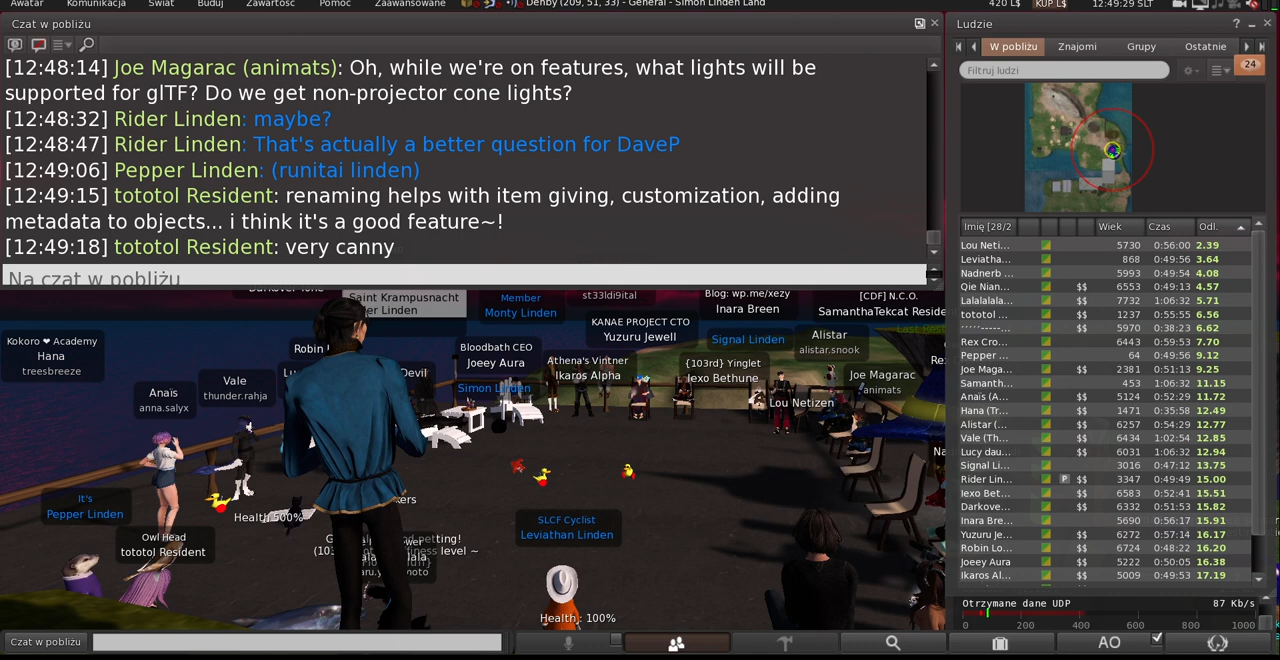 Awatar Komunikacja Świat Buduj Zawartość Pomoc Zaawansowane Denby (209, 51, 33) - General - Simon Linden Land 420 L$ KUP L$ 12:49:29 SLT
Czat w pobliżu
[12:48:14] Joe Magarac (animats): Oh, while we're on features, what lights will be
supported for glTF? Do we get non-projector cone lights?
[12:48:32] Rider Linden: maybe?
[12:48:47] Rider Linden: That's actually a better question for DaveP
[12:49:06] Pepper Linden: (runitai linden)
[12:49:15] tototol Resident: renaming helps with item giving, customization, adding
metadata to objects... i think it's a good feature~!
[12:49:18] tototol Resident: very canny
Na czat w pobliżu
Saint Krampusnacht
Member
Monty Linden
st33ldi9ital
Blog: wp.me/xezy
Inara Breen
[CDF] N.C.O.
SamanthaTekcat Reside
KANAE PROJECT CTO
Yuzuru Jewell
Signal Linden
Alistar
alistar.snook
Kokoro ❤ Academy
Hana
treesbreeze
Robin
Bloodbath CEO
Joeey Aura
Athena's Vintner
Ikaros Alpha
{103rd} Yinglet
Iexo Bethune
Joe Magarac
animats
Anaïs
anna.salyx
Vale
thunder.rahja
Devil
Simon Linden
Lou Netizen
It's
Pepper Linden
Health 500%
Owl Head
tototol Resident
SLCF Cyclist
Leviathan Linden
Health : 100%
Czat w pobliżu
Ludzie
W pobliżu Znajomi Grupy Ostatnie
Filtruj ludzi
24
Imię [28/2 Wiek Czas Odl.
Lou Neti... 5730 0:56:00 2.39
Leviatha... 868 0:49:56 3.64
Nadnerb ... 5993 0:49:54 4.08
Qie Nian... $$ 6553 0:49:13 4.57
Lalalalala... $$ 7732 1:06:32 5.71
tototol ... $$ 1237 0:55:55 6.56
$$ 5970 0:38:23 6.62
Rex Cro... 6443 0:59:53 7.70
Pepper ... 64 0:49:56 9.12
Joe Maga... $$ 2381 0:51:13 9.25
Samanth... 453 1:06:32 11.15
Anaïs (A... $$ 5124 0:52:29 11.72
Hana (Tr... $$ 1471 0:35:58 12.49
Alistar (... $$ 6257 0:54:29 12.77
Vale (Th... $$ 6434 1:02:54 12.85
Lucy dau... $$ 6031 1:06:32 12.94
Signal Li... 3016 0:47:12 13.75
Rider Lin... P $$ 3347 0:49:49 15.00
Iexo Bet... $$ 6583 0:52:41 15.51
Darkove... $$ 6332 0:51:53 15.82
Inara Bre... 5690 0:56:17 15.91
Yuzuru Je... $$ 6272 0:57:14 16.17
Robin Lo... $$ 6724 0:48:22 16.20
Joeey Aura $$ 5222 0:50:05 16.38
Ikaros Al... $$ 5009 0:49:53 17.19
Otrzymane dane UDP 87 Kb/s
0 200 400 600 800 1000
AO